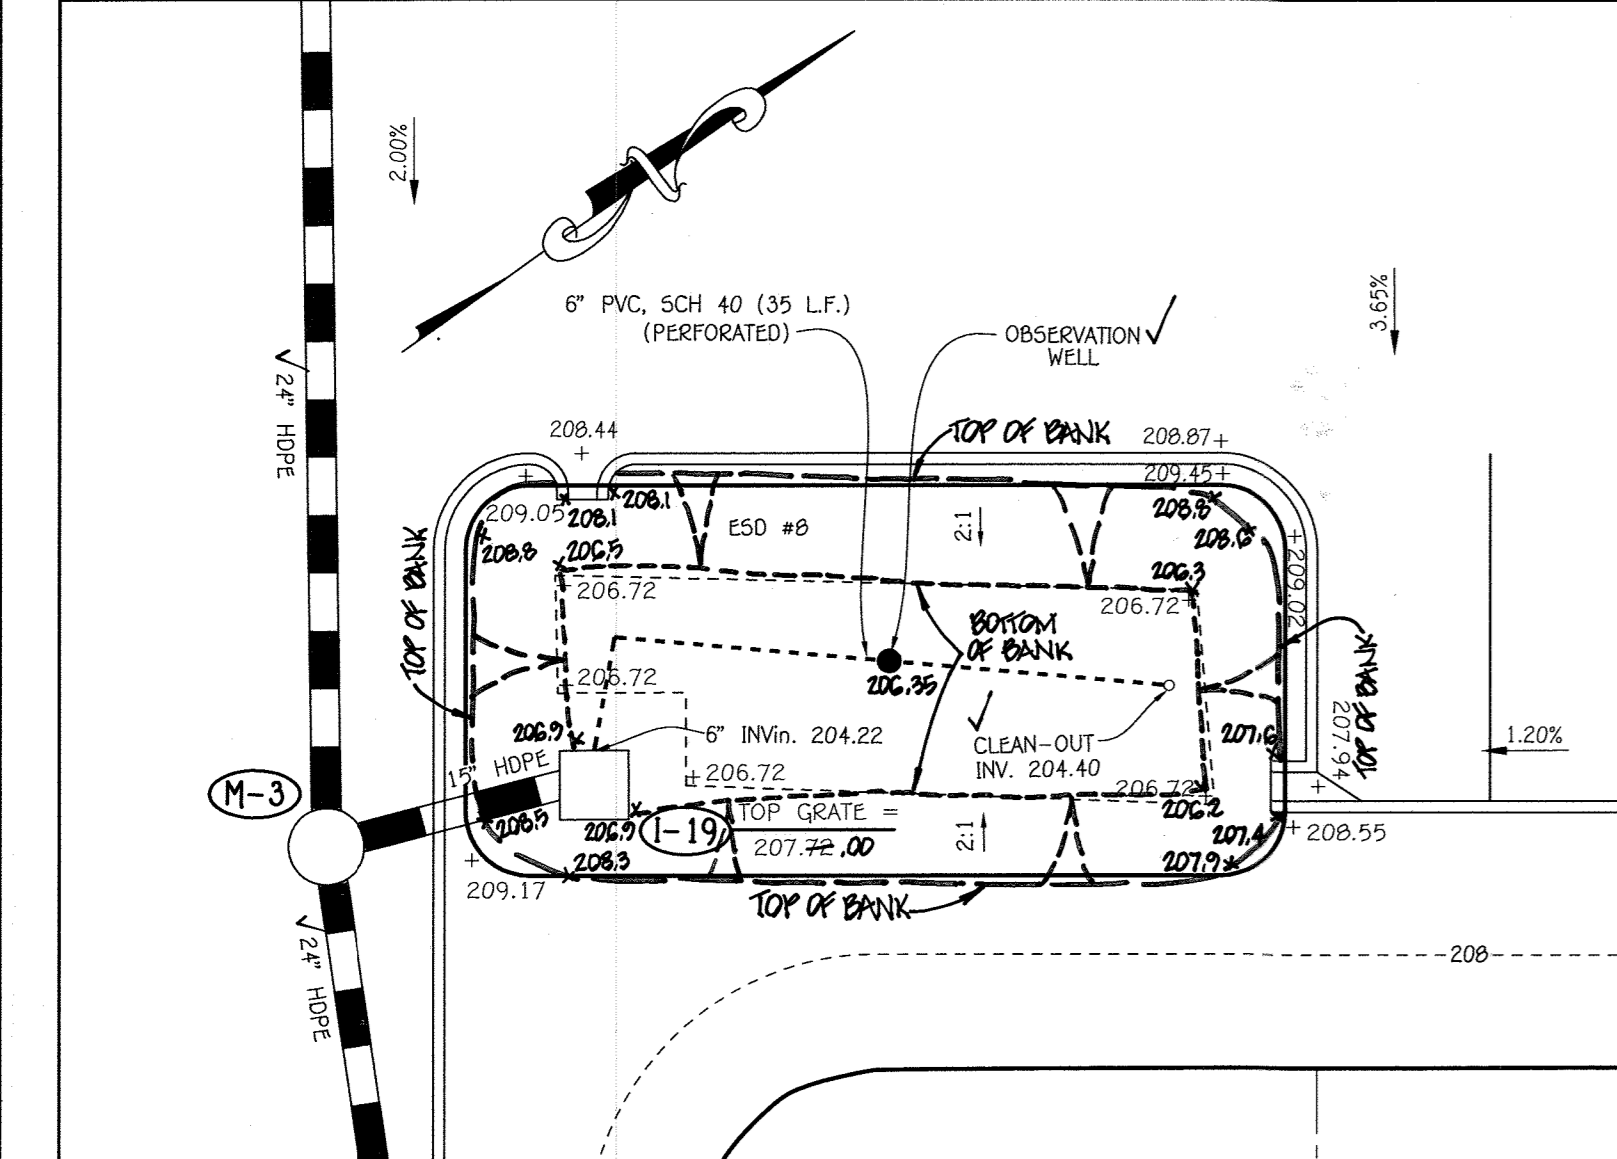 2.00%
N
6" PVC, SCH 40 (35 L.F.)
(PERFORATED)
OBSERVATION
WELL
3.65%
24" HDPE
208.44
TOP OF BANK
208.87
209.45
209.05
208.1
208.1
208.8
208.6
208.8
206.5
ESD #8
2:1
206.3
206.72
206.72
209.02
TOP OF BANK
BOTTOM
OF BANK
206.72
206.35
TOP OF BANK
207.94
207.6
206.9
6" INVin. 204.22
CLEAN-OUT
INV. 204.40
1.20%
15" HDPE
206.72
206.72
206.2
M-3
208.5
206.9
I-19
TOP GRATE =
207.72 .00
2:1
207.4
208.55
207.9
208.3
209.17
TOP OF BANK
24" HDPE
208